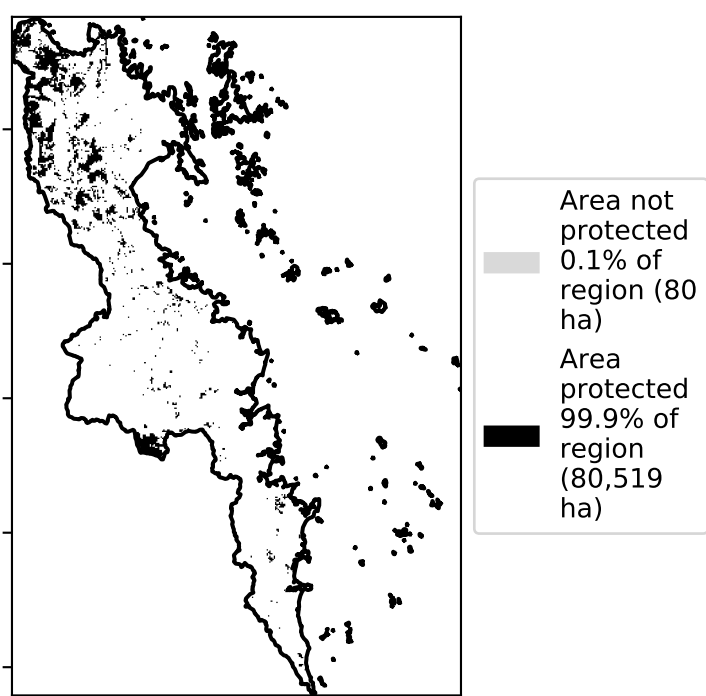 Area not
protected
0.1% of
region (80
ha)
Area
protected
99.9% of
region
(80,519
ha)